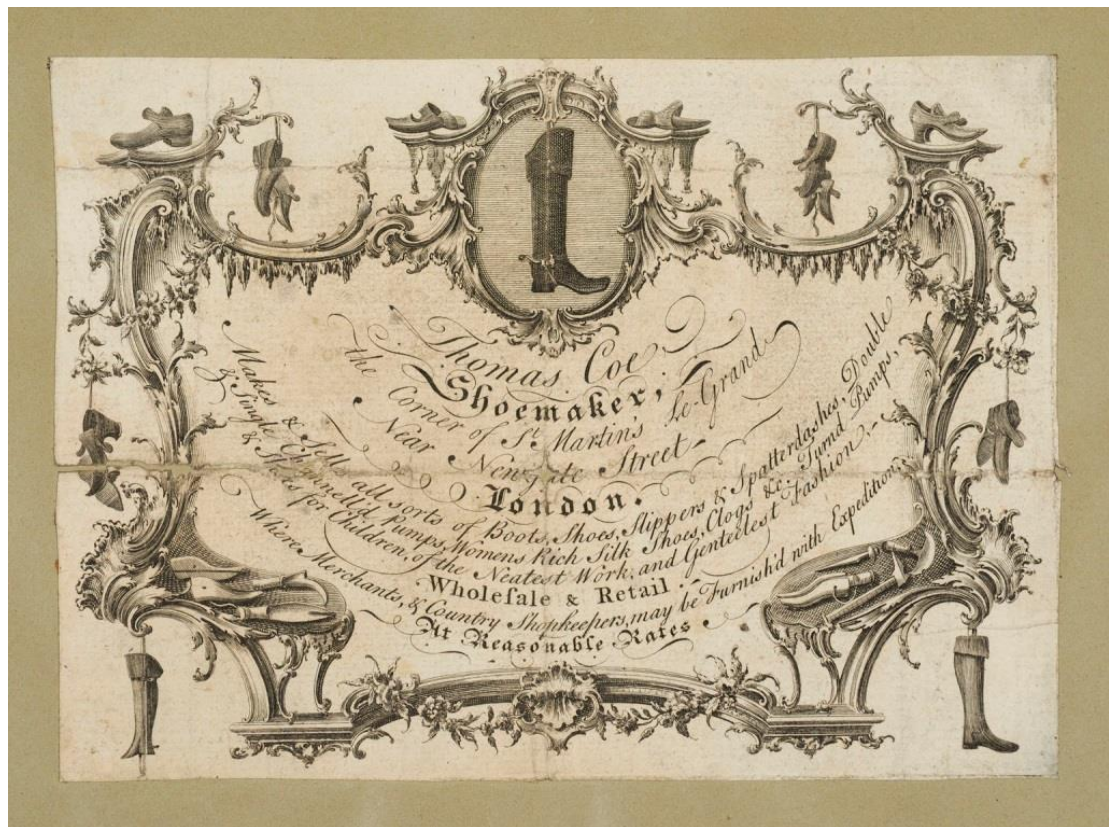 Thomas Coe
Shoemaker,
the Corner of St. Martin's Le-Grand
Near Newgate Street
London.
Makes & Sells all sorts of Boots, Shoes, Slippers & Spatterdashes, Double
& Single Channell'd Pumps, Womens Rich Silk Shoes, Clogs &c. Turnd Pumps,
& Shoes for Children, of the Neatest Work, and Genteelest Fashion,
Wholesale & Retail
Where Merchants, & Country Shopkeepers, may be Furnish'd with Expedition,
At Reasonable Rates